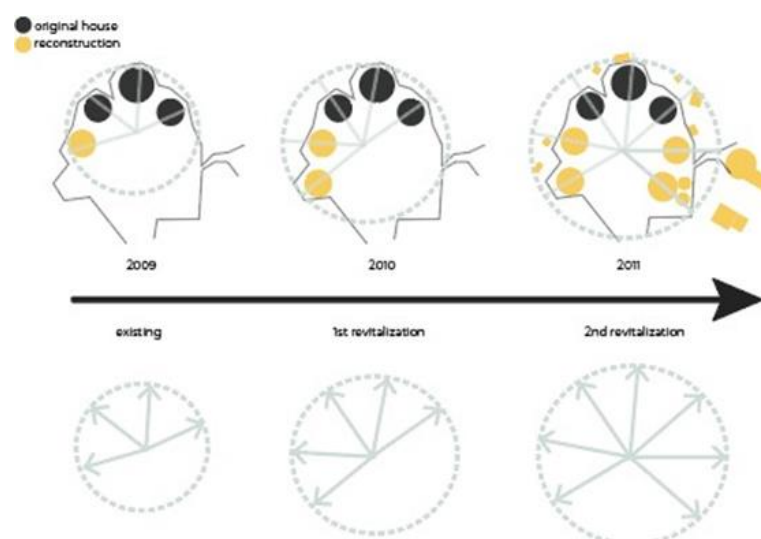 original house
reconstruction
2009
2010
2011
existing
1st revitalization
2nd revitalization